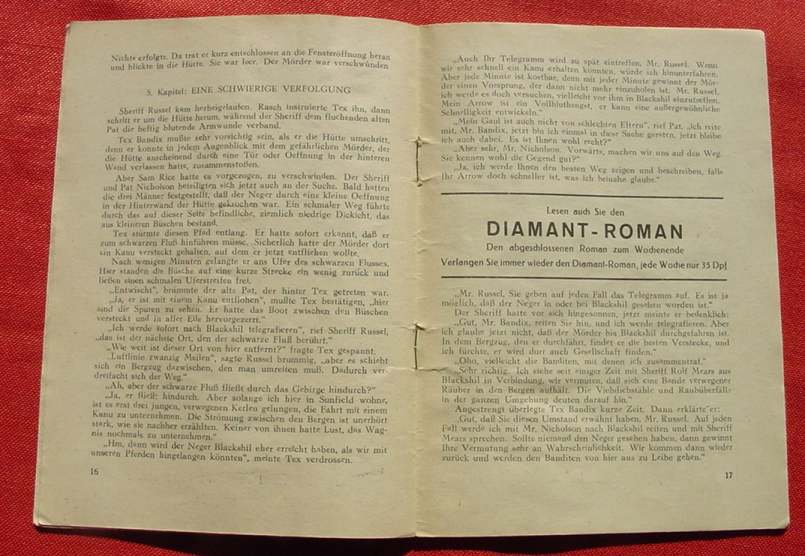 Nichts erfolgte. Da trat er kurz entschlossen an die Fensteröffnung heran
und blickte in die Hütte. Sie war leer. Der Mörder war verschwunden
5. Kapitel: EINE SCHWIERIGE VERFOLGUNG
Sheriff Russel kam herbeigelaufen. Rasch instruierte Tex ihn, dann
schritt er um die Hütte herum, während der Sheriff dem fluchenden alten
Pat die heftig blutende Armwunde verband.
Tex Bandix mußte sehr vorsichtig sein, als er die Hütte umschritt,
denn er konnte in jedem Augenblick mit dem gefährlichen Mörder, der
die Hütte anscheinend durch eine Tür oder Oeffnung in der hinteren
Wand verlassen hatte, zusammenstoßen.
Aber Sam Rice hatte es vorgezogen, zu verschwinden. Der Sheriff
und Pat Nicholson beteiligten sich jetzt auch an der Suche. Bald hatten
die drei Männer festgestellt, daß der Neger durch eine kleine Oeffnung
in der Hinterwand der Hütte gekrochen war. Ein schmaler Weg führte
durch das auf dieser Seite befindliche, ziemlich niedrige Dickicht, das
aus kleineren Büschen bestand.
Tex stürmte diesen Pfad entlang. Er hatte sofort erkannt, daß er
zum schwarzen Fluß hinführen müsse. Sicherlich hatte der Mörder dort
ein Kanu versteckt gehalten, auf dem er jetzt entfliehen wollte.
Nach wenigen Minuten erlangte er ans Ufer des schwarzen Flusses.
Hier standen die Büsche auf eine kurze Strecke ein wenig zurück und
ließen einen schmalen Uferstreifen frei.
„Entwischt", brummte der alte Pat, der hinter Tex getreten war.
„Ja, er ist mit einem Kanu entflohen", mußte Tex bestätigen, „hier
sind die Spuren zu sehen. Er hatte das Boot zwischen den Büschen
versteckt und in aller Eile hervorgezerrt."
„Ich werde sofort nach Blackshil telegrafieren", rief Sheriff Russel,
„das ist der nächste Ort, den der schwarze Fluß berührt."
„Wie weit ist dieser Ort von hier entfernt?" fragte Tex gespannt.
„Luftlinie zwanzig Meilen", sagte Russel brummig, „aber es schiebt
sich ein Bergzug dazwischen, den man umreiten muß. Dadurch ver-
dreifacht sich der Weg."
„Ah, aber der schwarze Fluß fließt durch das Gebirge hindurch?"
„Ja, er fließt hindurch. Aber solange ich hier in Sunfield wohne,
ist es erst drei jungen, verwegenen Kerlen gelungen, die Fahrt mit einem
Kanu zu unternehmen. Die Strömung zwischen den Bergen ist unerhört
stark, wie sie nachher erzählten. Keiner von ihnen hatte Lust, das Wag-
nis nochmals zu unternehmen."
„Hm, dann wird der Neger Blackshil eher erreicht haben, als wir mit
unseren Pferden hingelangen könnten", meinte Tex verdrossen.
16
„Auch Ihr Telegramm wird zu spät eintreffen, Mr. Russel. Wenn
wir sehr schnell ein Kanu erhalten könnten, würde ich hinunterfahren.
Aber jede Minute ist kostbar, denn mit jeder Minute gewinnt der Mör-
der einen Vorsprung, der dann nicht mehr einzuholen ist. Mr. Russel,
ich werde es doch versuchen, vielleicht vor ihm in Blackshil einzutreffen.
Mein Arrow ist ein Vollbluthengst, er kann eine außergewöhnliche
Schnelligkeit entwickeln."
„Mein Gaul ist auch nicht von schlechten Eltern", rief Pat. „Ich reite
mit, Mr. Bandix, jetzt bin ich einmal in diese Sache geraten, jetzt bleibe
ich auch dabei. Es ist Ihnen wohl recht?"
„Aber sehr, Mr. Nicholson. Vorwärts, machen wir uns auf den Weg.
Sie kennen wohl die Gegend gut?"
„Ja, ich werde Ihnen den besten Weg zeigen und beschreiben, falls
Ihr Arrow doch schneller ist, was ich beinahe glaube."
Lesen auch Sie den
DIAMANT-ROMAN
Den abgeschlossenen Roman zum Wochenende
Verlangen Sie immer wieder den Diamant-Roman, jede Woche nur 35 Dpf
„Mr. Russel, Sie geben auf jeden Fall das Telegramm auf. Es ist ja
möglich, daß der Neger in oder bei Blackshil gesehen worden ist."
Der Sheriff hatte vor sich hingesonnen, jetzt meinte er bedenklich:
„Gut, Mr. Bandix, reiten Sie hin, und ich werde telegrafieren. Aber
ich glaube jetzt nicht, daß der Mörder bis Blackshil durchgefahren ist.
In dem Bergzug, den er durchfährt, findet er die besten Verstecke, und
ich fürchte, er wird dort auch Gesellschaft finden."
„Oho, vielleicht die Banditen, mit denen ich zusammentraf."
„Sehr richtig. Ich stehe seit einiger Zeit mit Sheriff Rolf Mears aus
Blackshil in Verbindung, wir vermuten, daß sich eine Bande verwegener
Räuber in den Bergen aufhält. Die Viehdiebstähle und Raubüberfälle
in der ganzen Umgebung deuten darauf hin."
Angestrengt überlegte Tex Bandix kurze Zeit. Dann erklärte er:
„Gut, daß Sie diesen Umstand erwähnt haben, Mr. Russel. Auf jeden
Fall werde ich mit Mr. Nicholson nach Blackshil reiten und mit Sheriff
Mears sprechen. Sollte niemand den Neger gesehen haben, dann gewinnt
Ihre Vermutung sehr an Wahrscheinlichkeit. Wir kommen dann wieder
zurück und werden den Banditen von hier aus zu Leibe gehen."
17